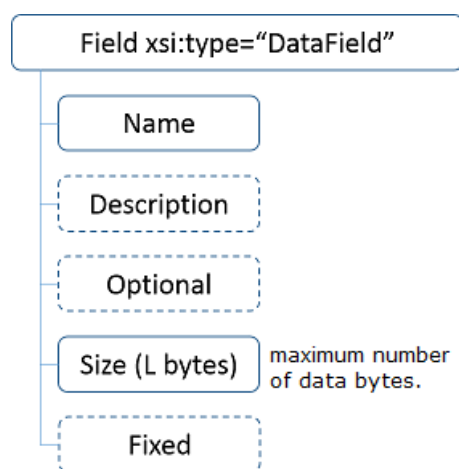 Field xsi:type=“DataField”
Name
Description
Optional
Size (L bytes)
maximum number
of data bytes.
Fixed